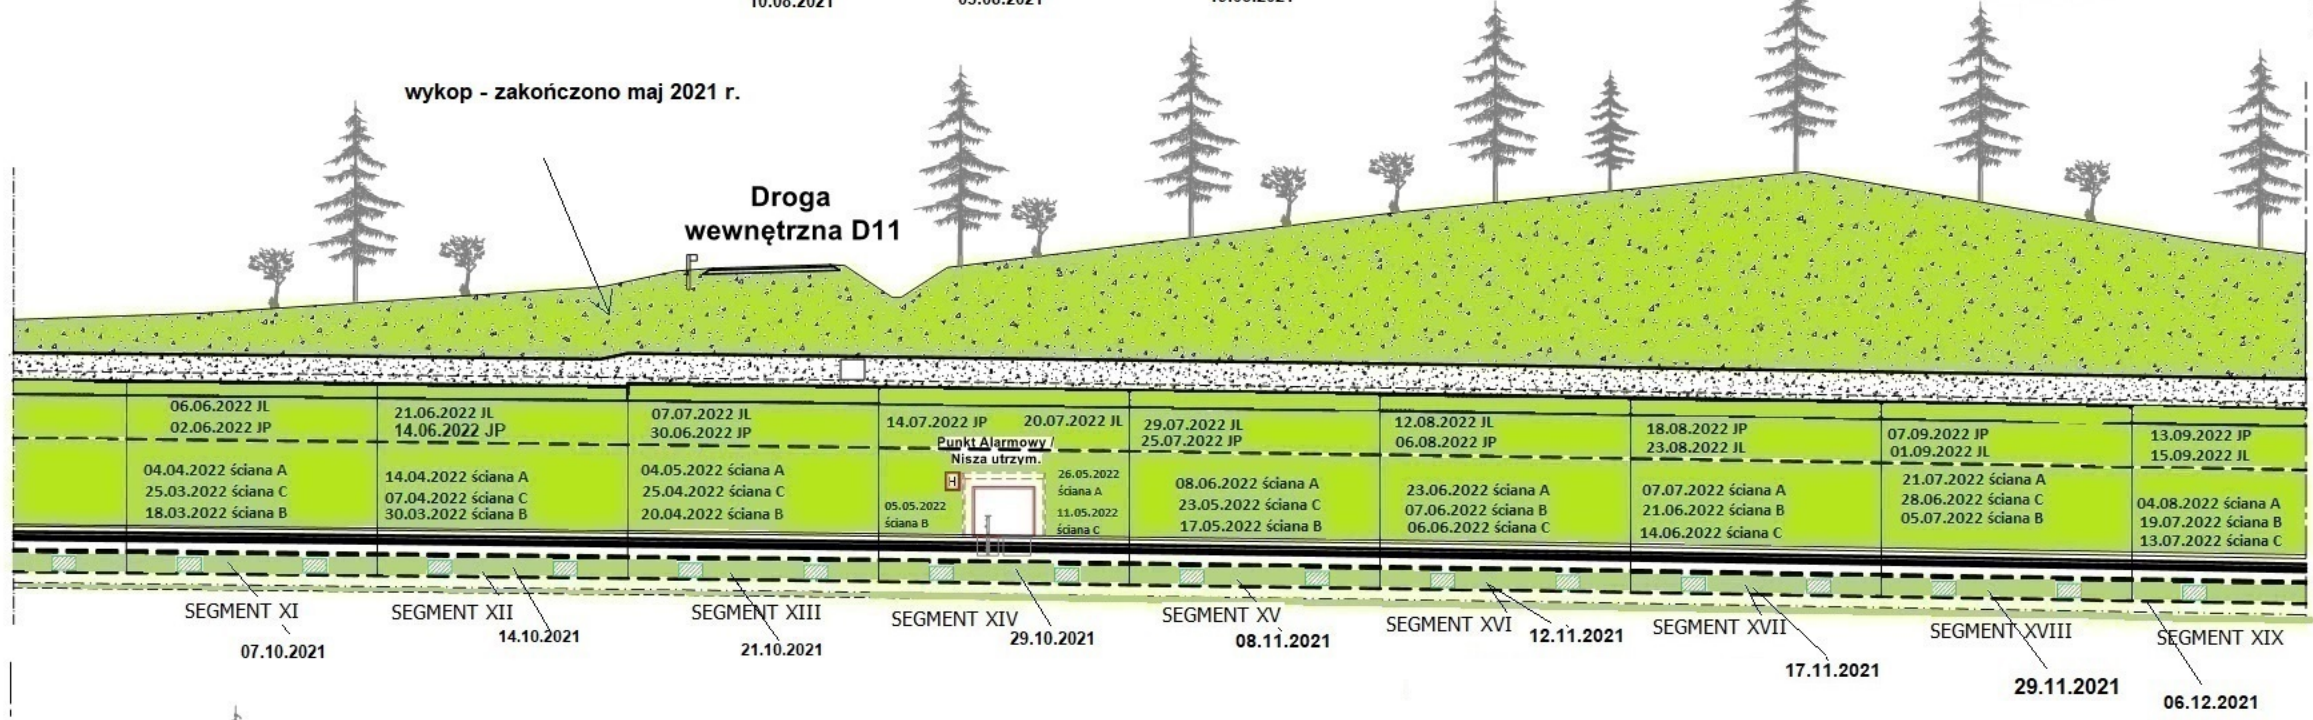 wykop - zakończono maj 2021 r.
Droga
wewnętrzna D11
06.06.2022 JL
02.06.2022 JP
04.04.2022 ściana A
25.03.2022 ściana C
18.03.2022 ściana B
21.06.2022 JL
14.06.2022 JP
14.04.2022 ściana A
07.04.2022 ściana C
30.03.2022 ściana B
07.07.2022 JL
30.06.2022 JP
04.05.2022 ściana A
25.04.2022 ściana C
20.04.2022 ściana B
14.07.2022 JP
20.07.2022 JL
Punkt Alarmowy /
Nisza utrzym.
H
05.05.2022
ściana B
26.05.2022
ściana A
11.05.2022
ściana C
29.07.2022 JL
25.07.2022 JP
08.06.2022 ściana A
23.05.2022 ściana C
17.05.2022 ściana B
12.08.2022 JL
06.08.2022 JP
23.06.2022 ściana A
07.06.2022 ściana B
06.06.2022 ściana C
18.08.2022 JP
23.08.2022 JL
07.07.2022 ściana A
21.06.2022 ściana B
14.06.2022 ściana C
07.09.2022 JP
01.09.2022 JL
21.07.2022 ściana A
28.06.2022 ściana C
05.07.2022 ściana B
13.09.2022 JP
15.09.2022 JL
04.08.2022 ściana A
19.07.2022 ściana B
13.07.2022 ściana C
SEGMENT XI
07.10.2021
SEGMENT XII
14.10.2021
SEGMENT XIII
21.10.2021
SEGMENT XIV
29.10.2021
SEGMENT XV
08.11.2021
SEGMENT XVI
12.11.2021
SEGMENT XVII
17.11.2021
SEGMENT XVIII
29.11.2021
SEGMENT XIX
06.12.2021